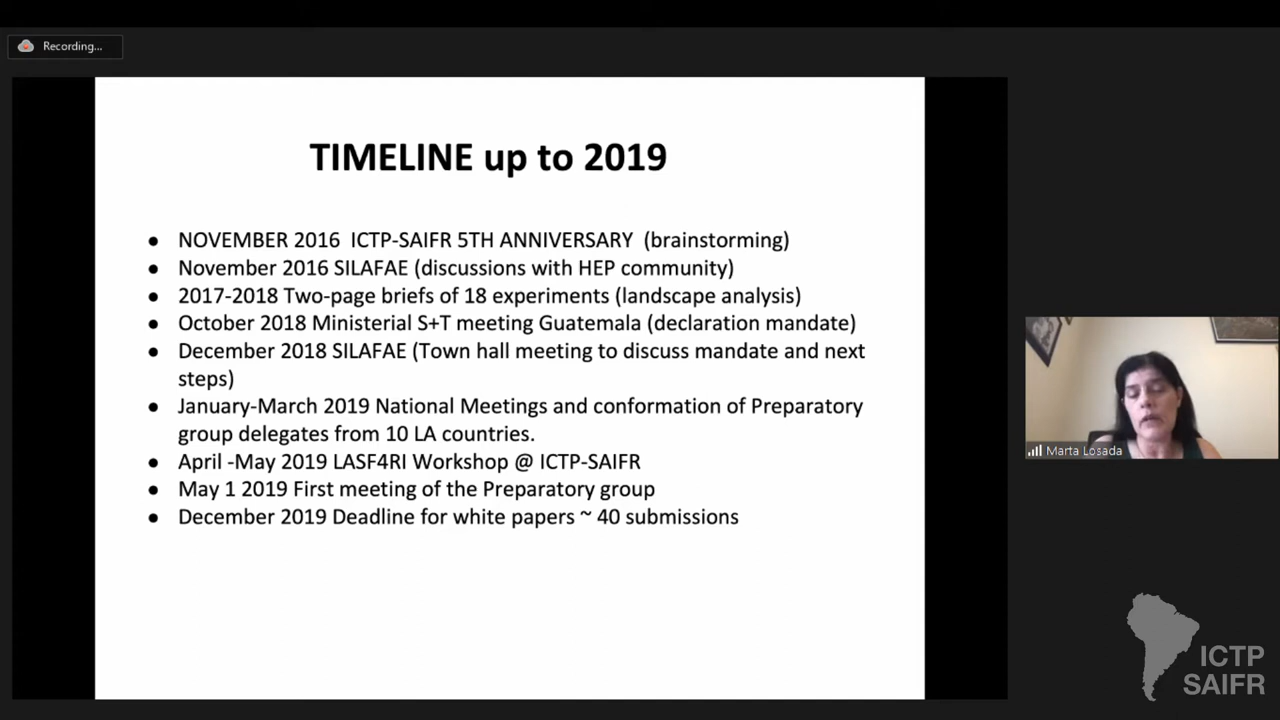 Recording...
TIMELINE up to 2019
● NOVEMBER 2016 ICTP-SAIFR 5TH ANNIVERSARY (brainstorming)
● November 2016 SILAFAE (discussions with HEP community)
● 2017-2018 Two-page briefs of 18 experiments (landscape analysis)
● October 2018 Ministerial S+T meeting Guatemala (declaration mandate)
● December 2018 SILAFAE (Town hall meeting to discuss mandate and next
steps)
● January-March 2019 National Meetings and conformation of Preparatory
group delegates from 10 LA countries.
● April -May 2019 LASF4RI Workshop @ ICTP-SAIFR
● May 1 2019 First meeting of the Preparatory group
● December 2019 Deadline for white papers ~ 40 submissions
Marta Losada
ICTP
SAIFR